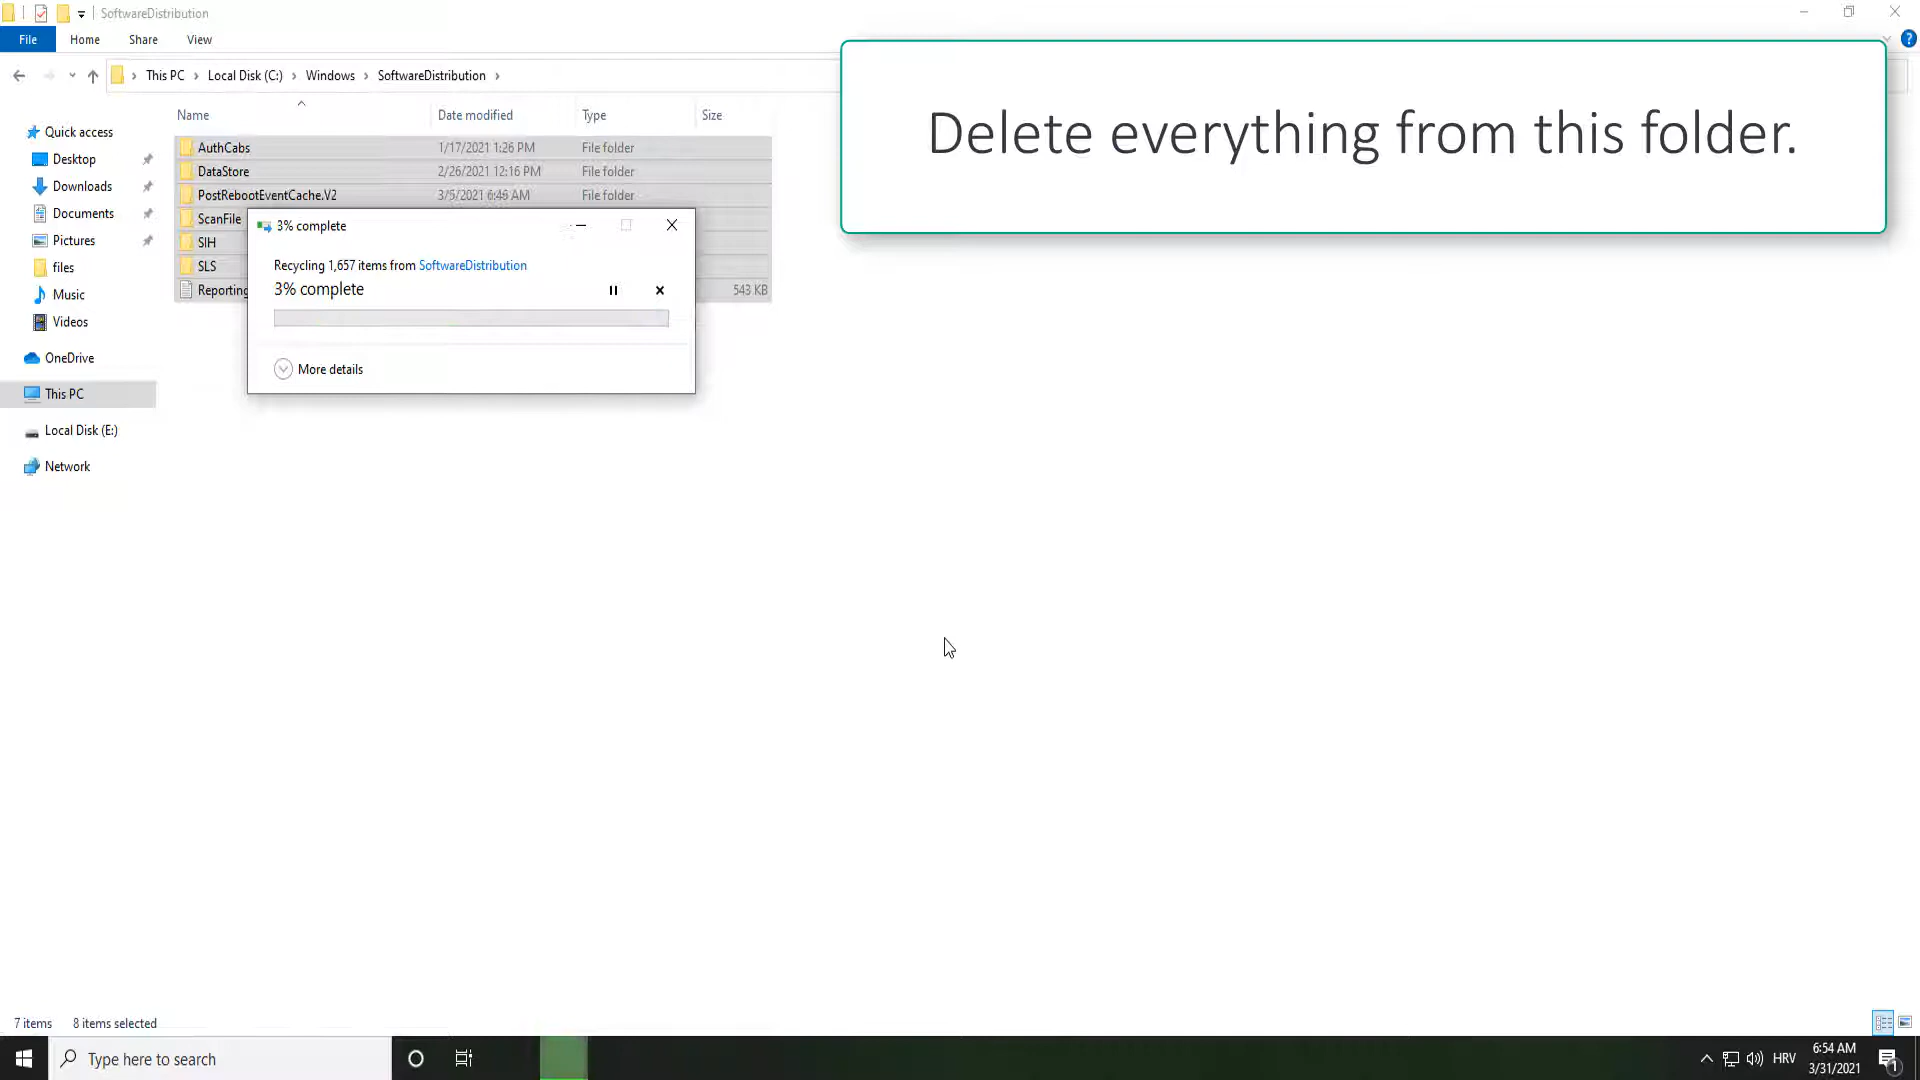 SoftwareDistribution
File Home Share View
This PC Local Disk (C:) Windows SoftwareDistribution
Delete everything from this folder.
Name Date modified Type Size
Quick access
Desktop
Downloads
Documents
Pictures
files
Music
Videos
OneDrive
This PC
Local Disk (E:)
Network
AuthCabs 1/17/2021 1:26 PM File folder
DataStore 2/26/2021 12:16 PM File folder
PostRebootEventCache.V2 3/5/2021 6:46 AM File folder
ScanFile
SIH
SLS
Reporting 543 KB
3% complete
Recycling 1,657 items from SoftwareDistribution
3% complete
More details
7 items 8 items selected
Type here to search
HRV
6:54 AM
3/31/2021
1